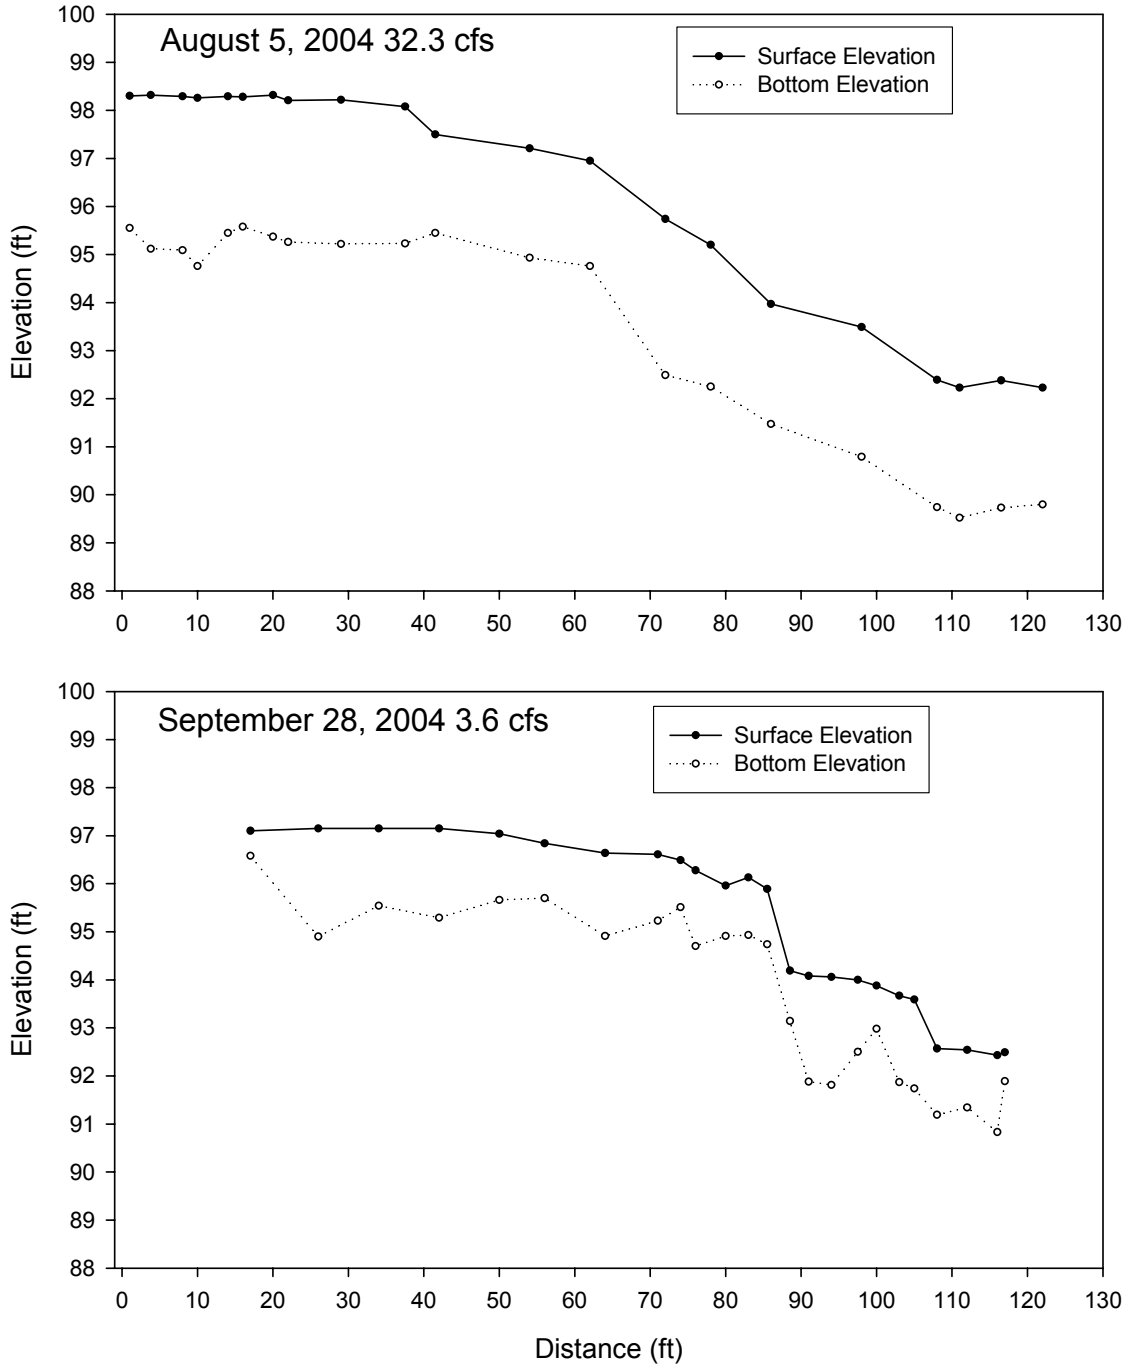 August 5, 2004 32.3 cfs
Surface Elevation
Bottom Elevation
Elevation (ft)
100
99
98
97
96
95
94
93
92
91
90
89
88
0 10 20 30 40 50 60 70 80 90 100 110 120 130
September 28, 2004 3.6 cfs
Surface Elevation
Bottom Elevation
Elevation (ft)
100
99
98
97
96
95
94
93
92
91
90
89
88
0 10 20 30 40 50 60 70 80 90 100 110 120 130
Distance (ft)